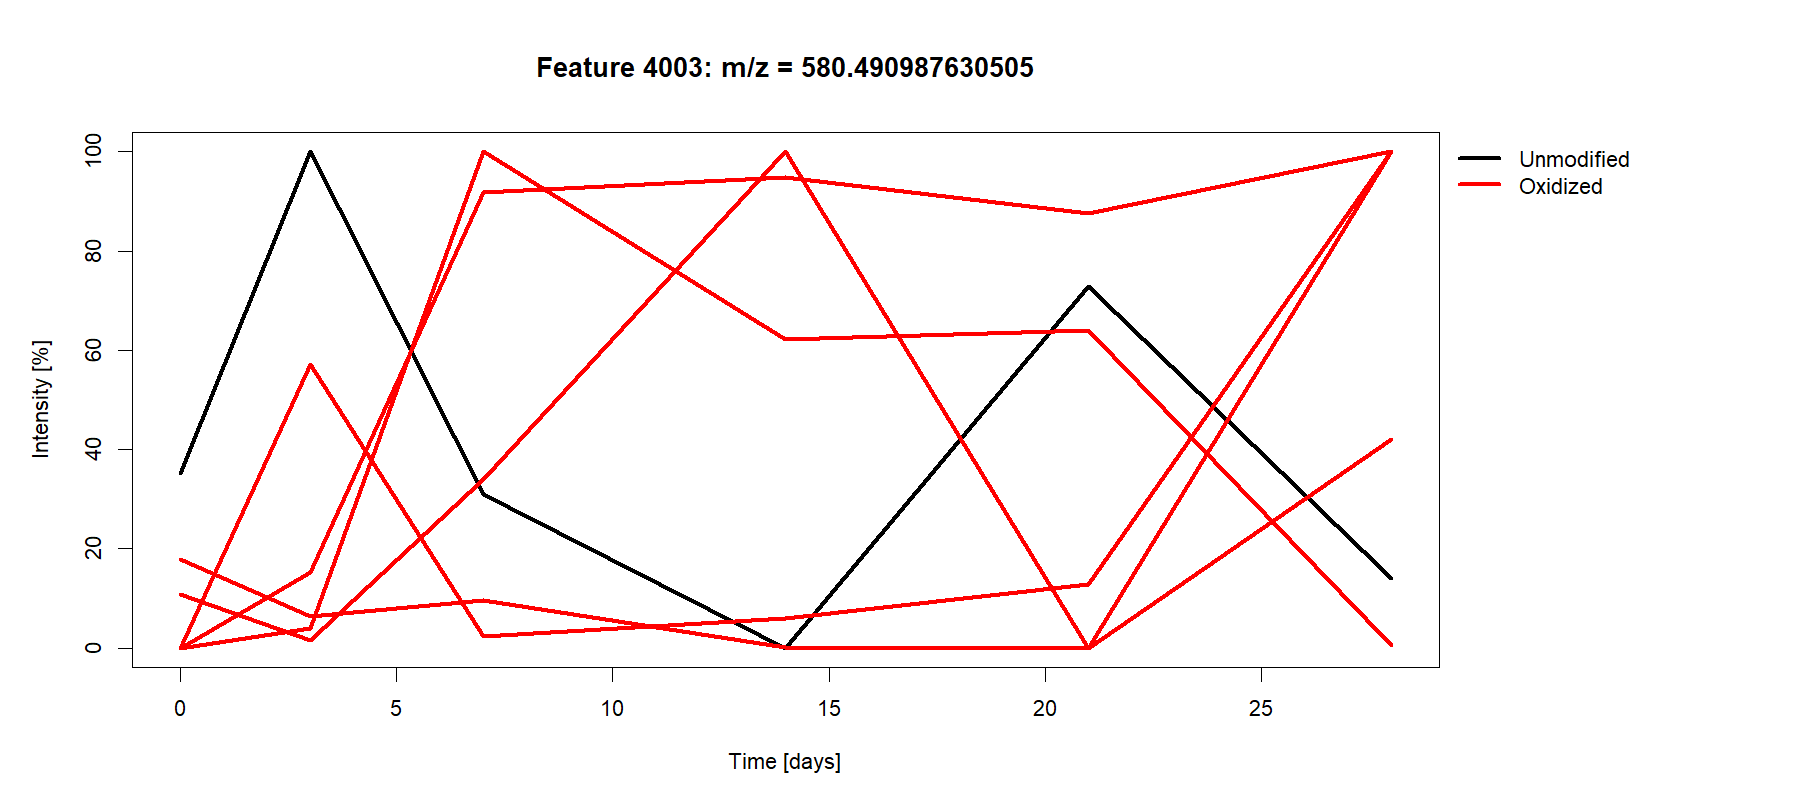 Feature 4003: m/z = 580.490987630505
Unmodified
Oxidized
Intensity [%]
100
80
60
40
20
0
0 5 10 15 20 25
Time [days]